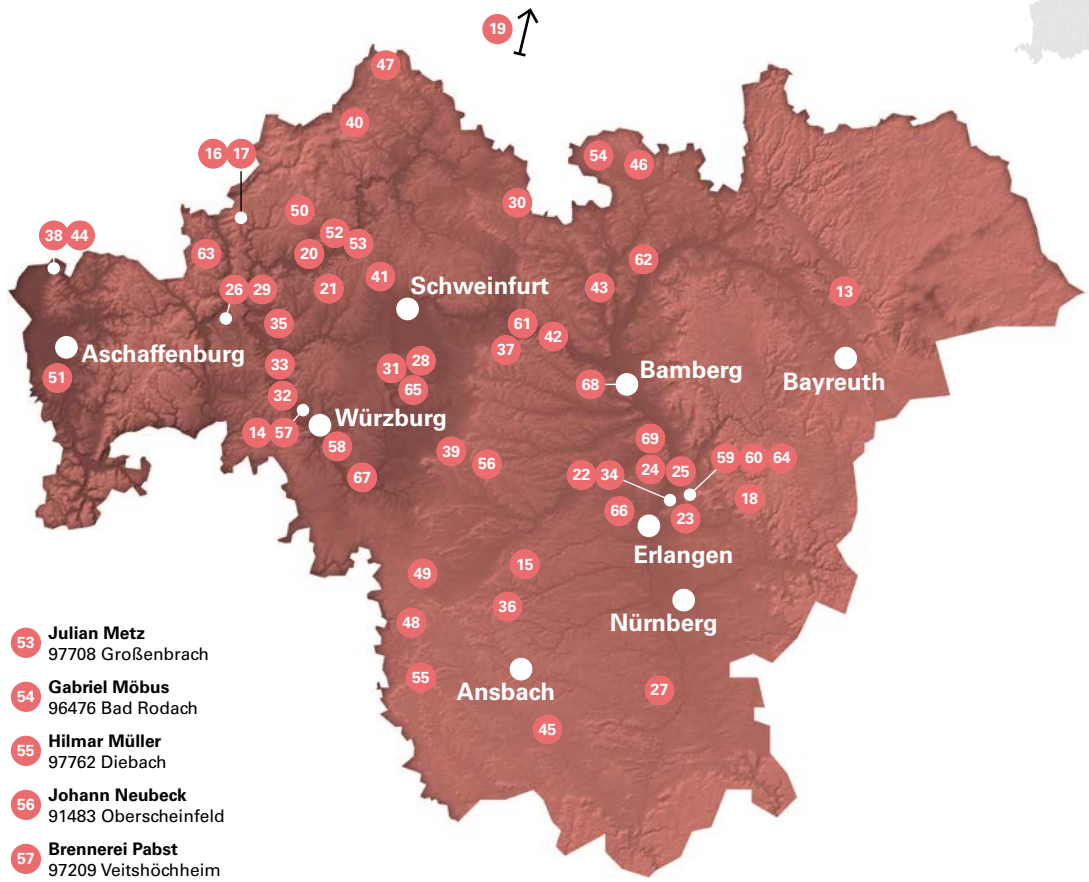 19
47
40
16 17
54 46
50
30
38 44
52
53
63
20
62
41
26 29
21
43
13
Schweinfurt
35
61
42
37
Aschaffenburg
33
31
28
Bamberg
Bayreuth
51
68
65
32
Würzburg
14 57
58
69
39
56
59 60 64
22 34
24 25
67
18
66
23
Erlangen
15
49
36
Nürnberg
48
55
Ansbach
27
45
53 Julian Metz
97708 Großenbrach
54 Gabriel Möbus
96476 Bad Rodach
55 Hilmar Müller
97762 Diebach
56 Johann Neubeck
91483 Oberscheinfeld
57 Brennerei Pabst
97209 Veitshöchheim